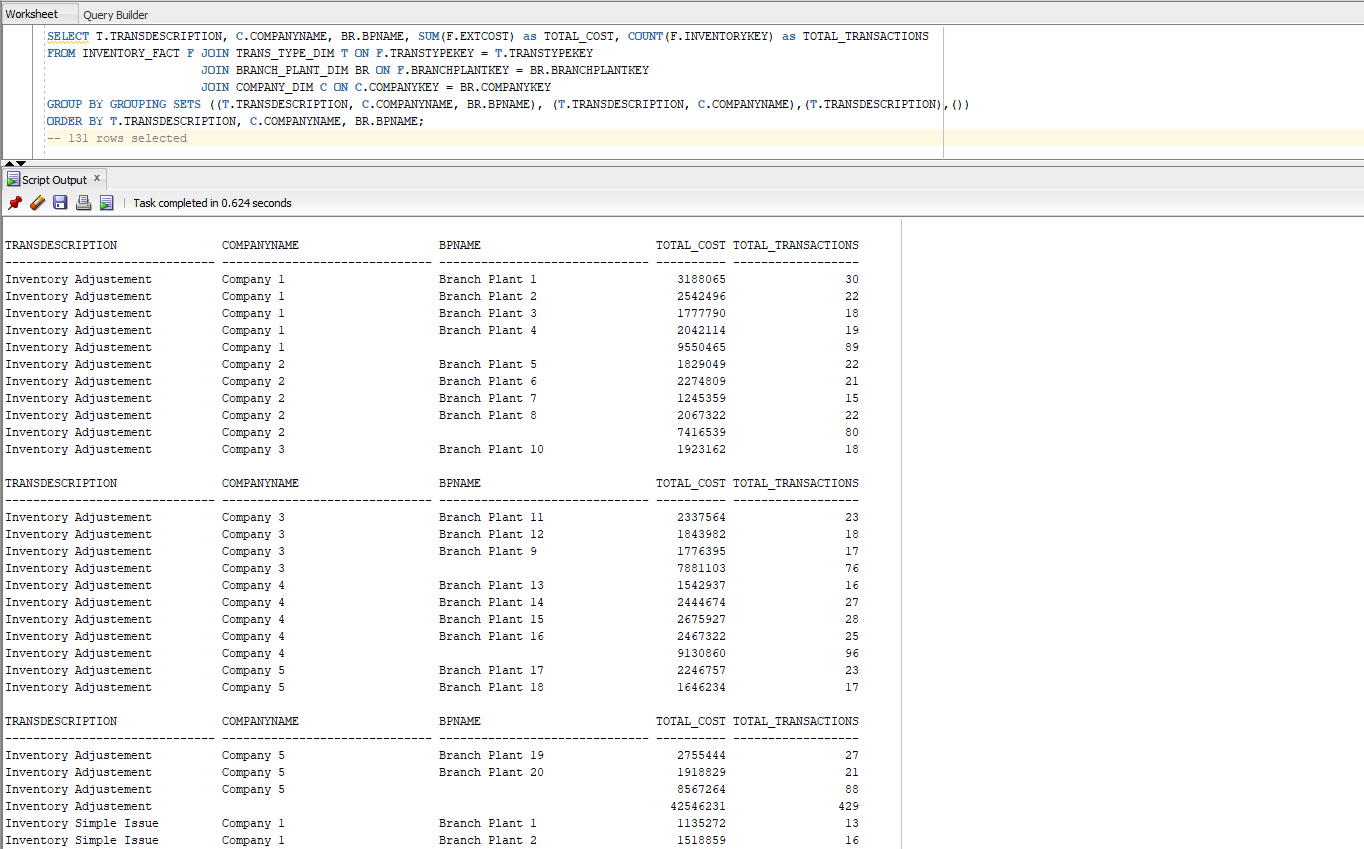 Worksheet Query Builder
SELECT T.TRANSDESCRIPTION, C.COMPANYNAME, BR.BPNAME, SUM(F.EXTCOST) as TOTAL_COST, COUNT(F.INVENTORYKEY) as TOTAL_TRANSACTIONS
FROM INVENTORY_FACT F JOIN TRANS_TYPE_DIM T ON F.TRANSTYPEKEY = T.TRANSTYPEKEY
JOIN BRANCH_PLANT_DIM BR ON F.BRANCHPLANTKEY = BR.BRANCHPLANTKEY
JOIN COMPANY_DIM C ON C.COMPANYKEY = BR.COMPANYKEY
GROUP BY GROUPING SETS ((T.TRANSDESCRIPTION, C.COMPANYNAME, BR.BPNAME), (T.TRANSDESCRIPTION, C.COMPANYNAME),(T.TRANSDESCRIPTION),())
ORDER BY T.TRANSDESCRIPTION, C.COMPANYNAME, BR.BPNAME;
-- 131 rows selected
Script Output x
Task completed in 0.624 seconds
TRANSDESCRIPTION COMPANYNAME BPNAME TOTAL_COST TOTAL_TRANSACTIONS
------------------------------ ------------------------------ ------------------------------ ---------- ------------------
Inventory Adjustement Company 1 Branch Plant 1 3188065 30
Inventory Adjustement Company 1 Branch Plant 2 2542496 22
Inventory Adjustement Company 1 Branch Plant 3 1777790 18
Inventory Adjustement Company 1 Branch Plant 4 2042114 19
Inventory Adjustement Company 1 9550465 89
Inventory Adjustement Company 2 Branch Plant 5 1829049 22
Inventory Adjustement Company 2 Branch Plant 6 2274809 21
Inventory Adjustement Company 2 Branch Plant 7 1245359 15
Inventory Adjustement Company 2 Branch Plant 8 2067322 22
Inventory Adjustement Company 2 7416539 80
Inventory Adjustement Company 3 Branch Plant 10 1923162 18
TRANSDESCRIPTION COMPANYNAME BPNAME TOTAL_COST TOTAL_TRANSACTIONS
------------------------------ ------------------------------ ------------------------------ ---------- ------------------
Inventory Adjustement Company 3 Branch Plant 11 2337564 23
Inventory Adjustement Company 3 Branch Plant 12 1843982 18
Inventory Adjustement Company 3 Branch Plant 9 1776395 17
Inventory Adjustement Company 3 7881103 76
Inventory Adjustement Company 4 Branch Plant 13 1542937 16
Inventory Adjustement Company 4 Branch Plant 14 2444674 27
Inventory Adjustement Company 4 Branch Plant 15 2675927 28
Inventory Adjustement Company 4 Branch Plant 16 2467322 25
Inventory Adjustement Company 4 9130860 96
Inventory Adjustement Company 5 Branch Plant 17 2246757 23
Inventory Adjustement Company 5 Branch Plant 18 1646234 17
TRANSDESCRIPTION COMPANYNAME BPNAME TOTAL_COST TOTAL_TRANSACTIONS
------------------------------ ------------------------------ ------------------------------ ---------- ------------------
Inventory Adjustement Company 5 Branch Plant 19 2755444 27
Inventory Adjustement Company 5 Branch Plant 20 1918829 21
Inventory Adjustement Company 5 8567264 88
Inventory Adjustement 42546231 429
Inventory Simple Issue Company 1 Branch Plant 1 1135272 13
Inventory Simple Issue Company 1 Branch Plant 2 1518859 16